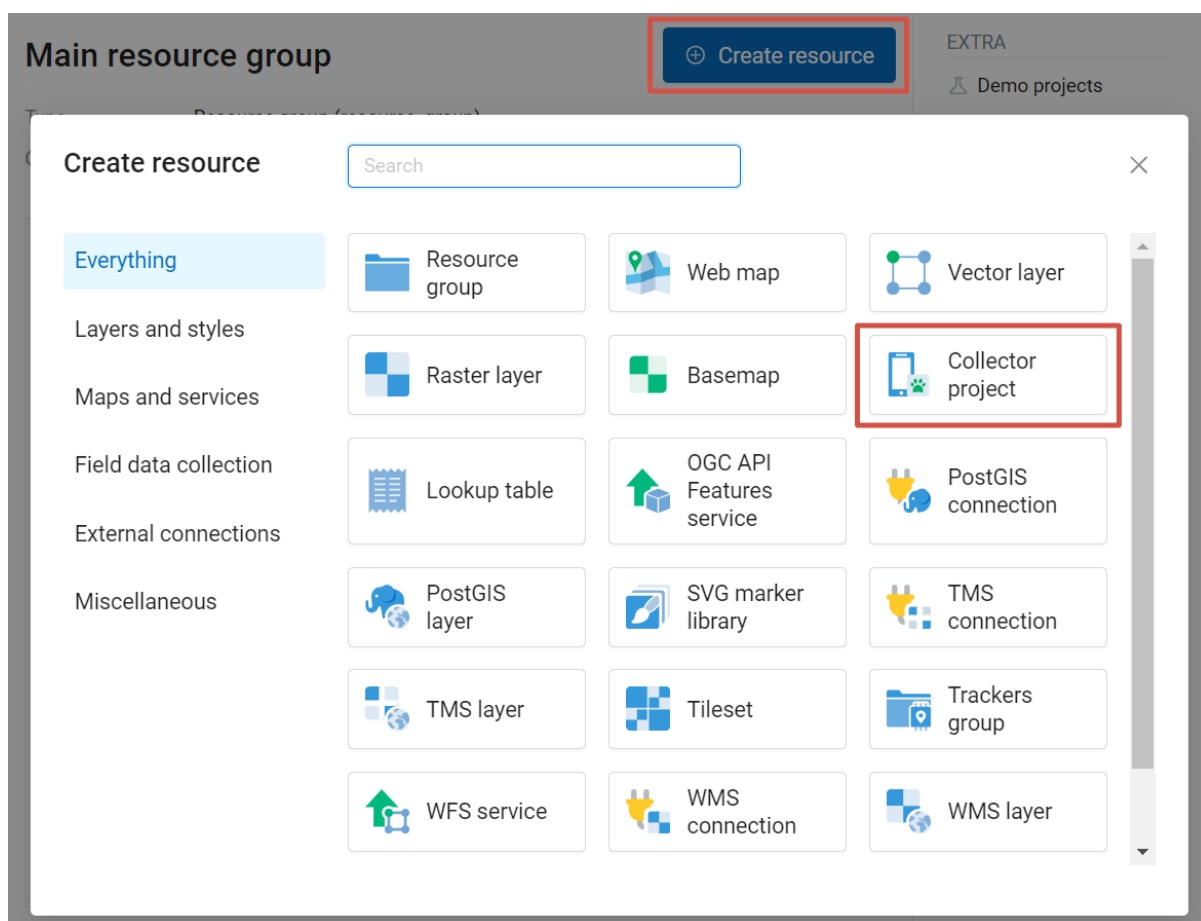 Main resource group
Create resource
EXTRA
Demo projects
Create resource
Search
Everything
Layers and styles
Maps and services
Field data collection
External connections
Miscellaneous
Resource
group
Web map
Vector layer
Raster layer
Basemap
Collector
project
Lookup table
OGC API
Features
service
PostGIS
connection
PostGIS
layer
SVG marker
library
TMS
connection
TMS layer
Tileset
Trackers
group
WFS service
WMS
connection
WMS layer